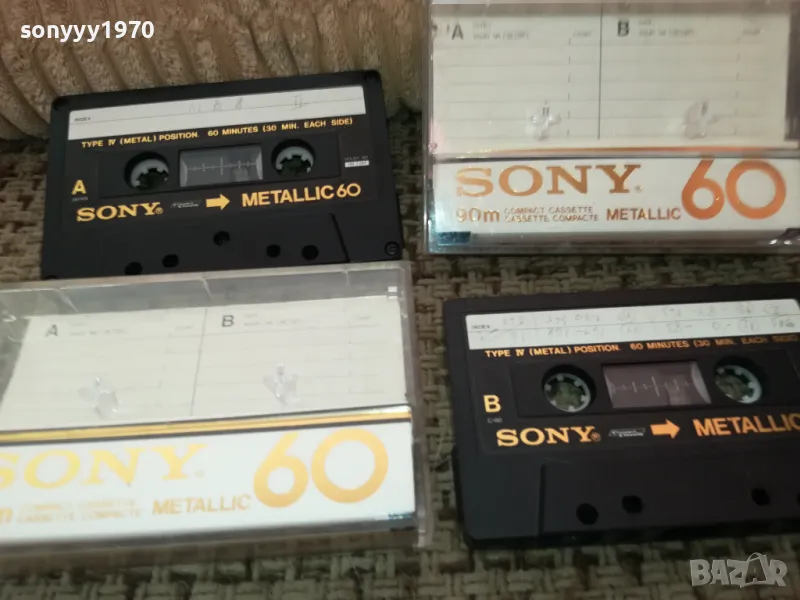 sonyyy1970
INDEX
TYPE IV (METAL) POSITION. 60 MINUTES (30 MIN. EACH SIDE)
A
SONY® METALLIC 60
A
B
SONY® 60
90m COMPACT CASSETTE METALLIC
CASSETTE COMPACTE
A
B
SONY® 60
m COMPACT CASSETTE METALLIC
CASSETTE COMPACTE
INDEX
TYPE IV (METAL) POSITION. 60 MINUTES (30 MIN. EACH SIDE)
B
C-60
SONY® METALLIC
BAZAR